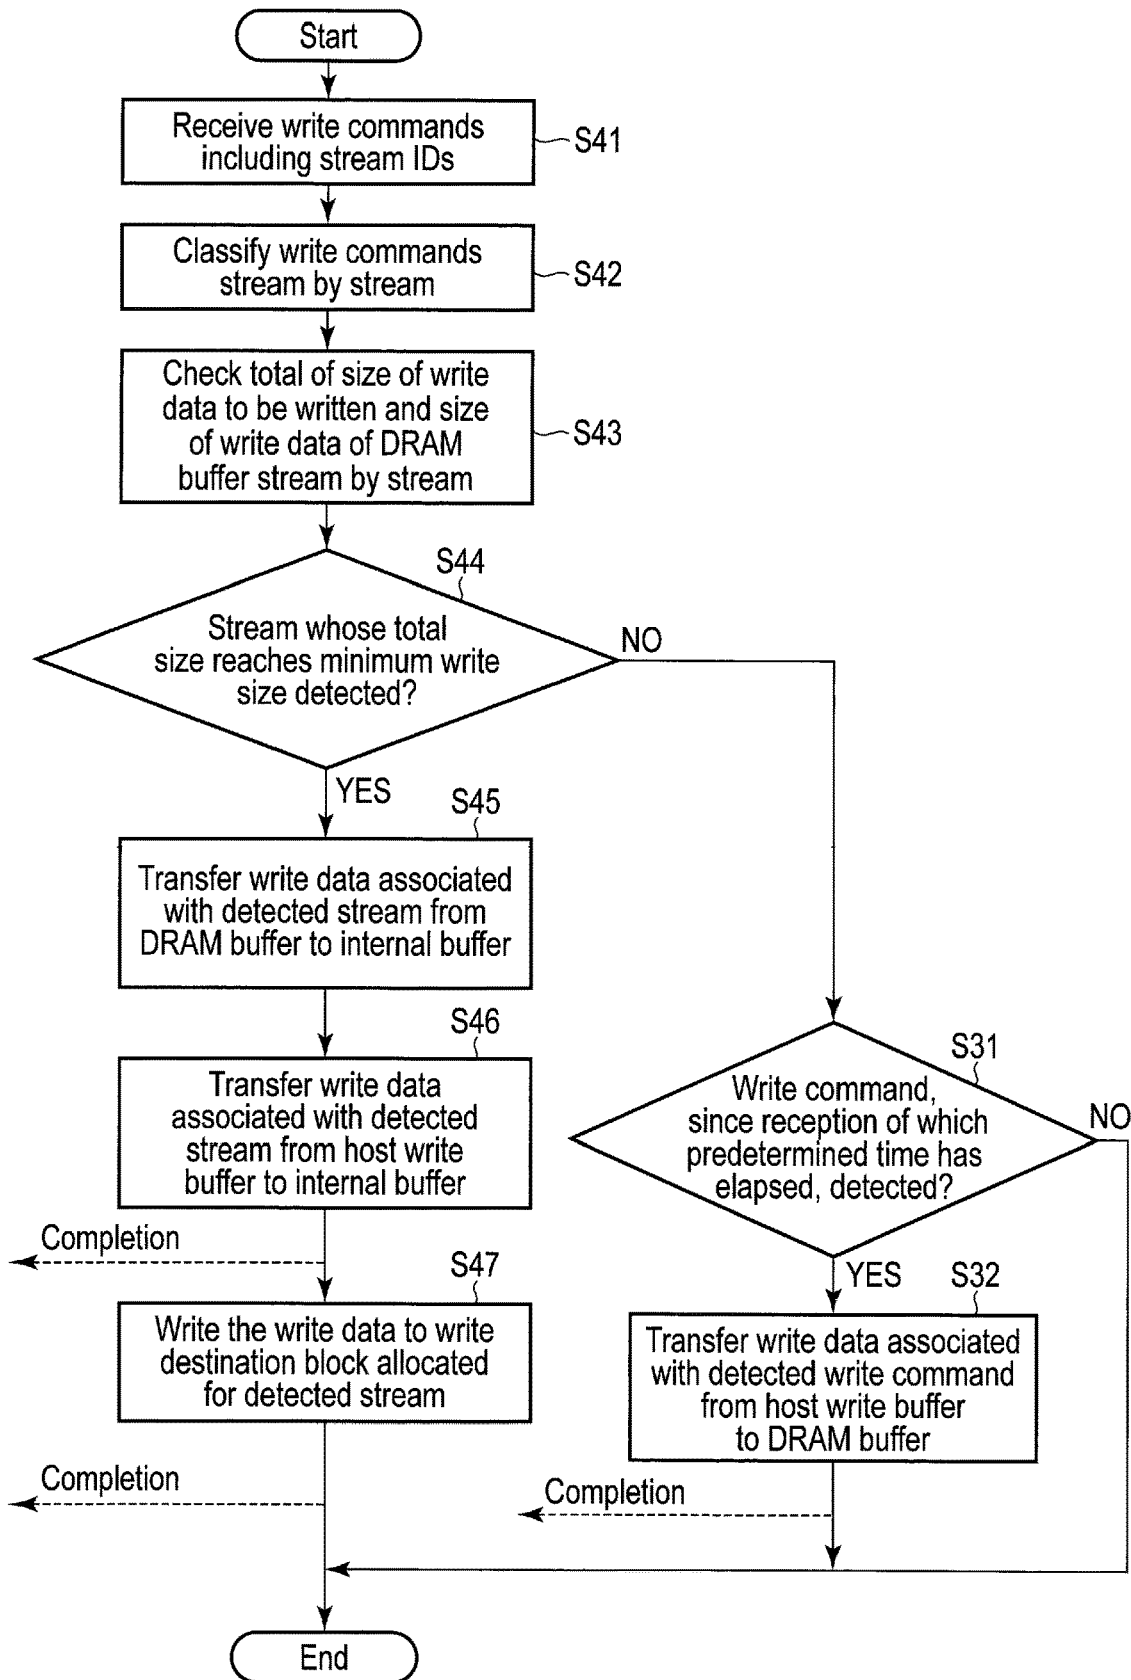 Start
Receive write commands
including stream IDs
S41
Classify write commands
stream by stream
S42
Check total of size of write
data to be written and size
of write data of DRAM
buffer stream by stream
S43
S44
Stream whose total
size reaches minimum write
size detected?
NO
YES
S45
Transfer write data associated
with detected stream from
DRAM buffer to internal buffer
S46
Transfer write data
associated with detected
stream from host write
buffer to internal buffer
Completion
S47
Write the write data to write
destination block allocated
for detected stream
Completion
S31
Write command,
since reception of which
predetermined time has
elapsed, detected?
NO
YES
S32
Transfer write data associated
with detected write command
from host write buffer
to DRAM buffer
Completion
End